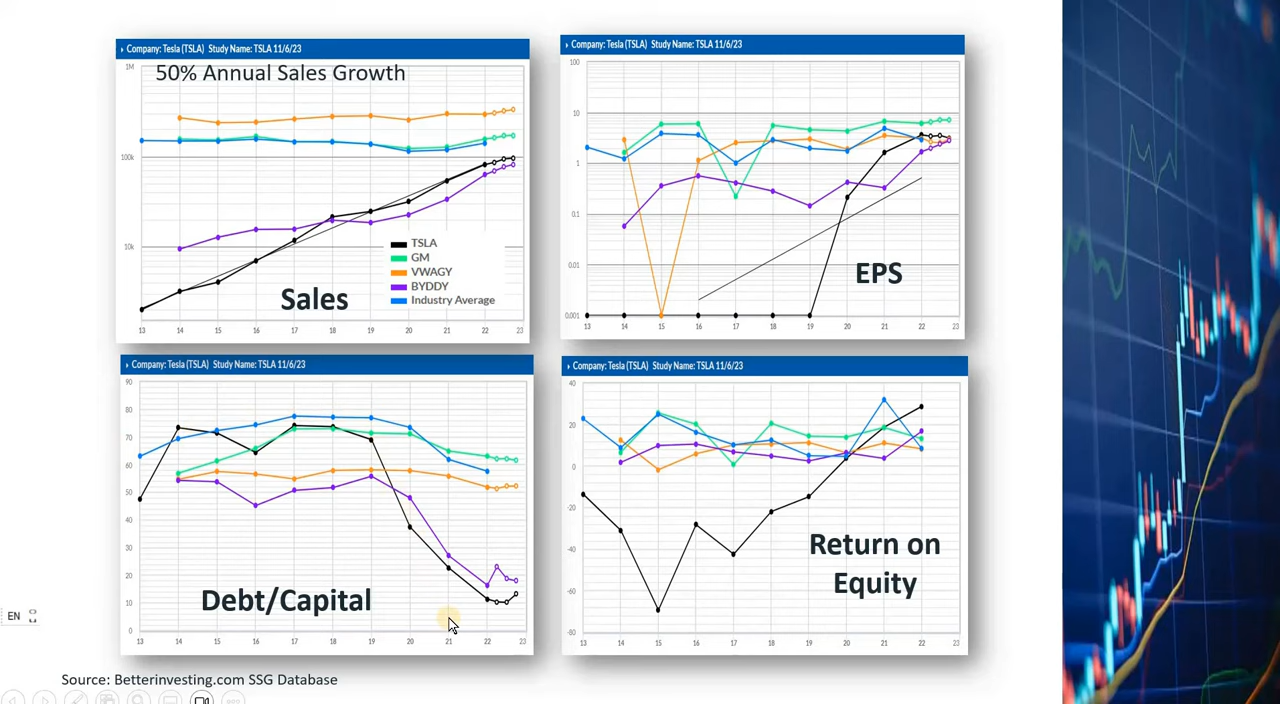 Company: Tesla (TSLA) Study Name: TSLA 11/6/23
50% Annual Sales Growth
1M
100k
10k
TSLA
GM
VWAGY
BYDDY
Industry Average
Sales
13 14 15 16 17 18 19 20 21 22 23
Company: Tesla (TSLA) Study Name: TSLA 11/6/23
100
10
1
0.1
0.01
0.001
EPS
13 14 15 16 17 18 19 20 21 22 23
Company: Tesla (TSLA) Study Name: TSLA 11/6/23
90
80
70
60
50
40
30
20
10
0
Debt/Capital
13 14 15 16 17 18 19 20 21 22 23
Company: Tesla (TSLA) Study Name: TSLA 11/6/23
40
20
0
-20
-40
-60
-80
Return on
Equity
13 14 15 16 17 18 19 20 21 22 23
EN
Source: Betterinvesting.com SSG Database